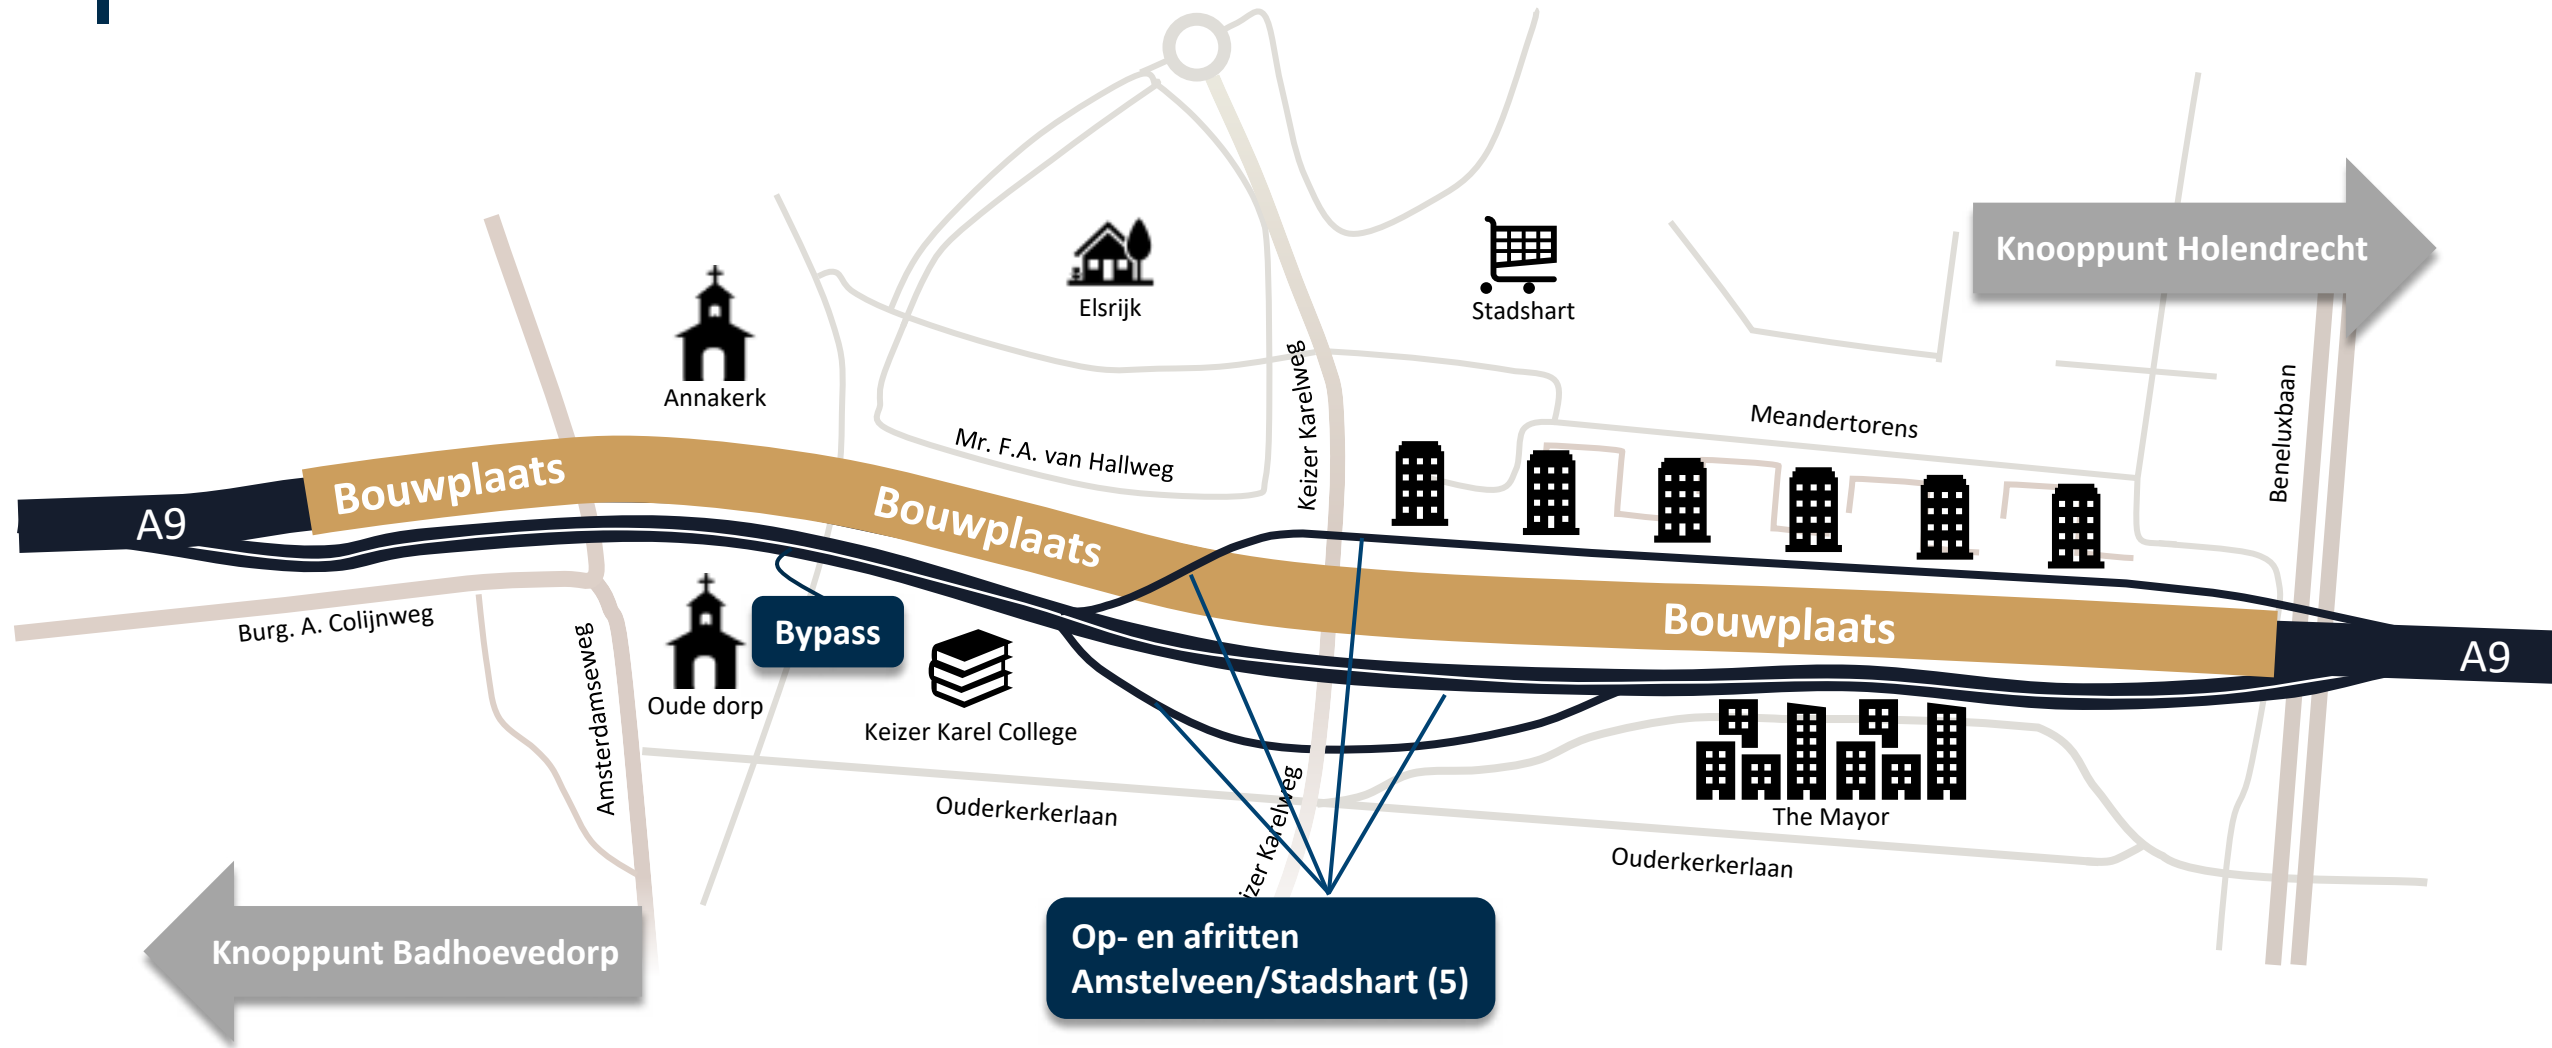 Knooppunt Holendrecht
Elsrijk
Stadshart
Annakerk
Keizer Karelweg
Beneluxbaan
Meandertorens
Mr. F.A. van Hallweg
Bouwplaats
Bouwplaats
A9
Bouwplaats
A9
Burg. A. Colijnweg
Bypass
Amsterdamseweg
Oude dorp
Keizer Karel College
The Mayor
Ouderkerkerlaan
Keizer Karelweg
Ouderkerkerlaan
Knooppunt Badhoevedorp
Op- en afritten
Amstelveen/Stadshart (5)